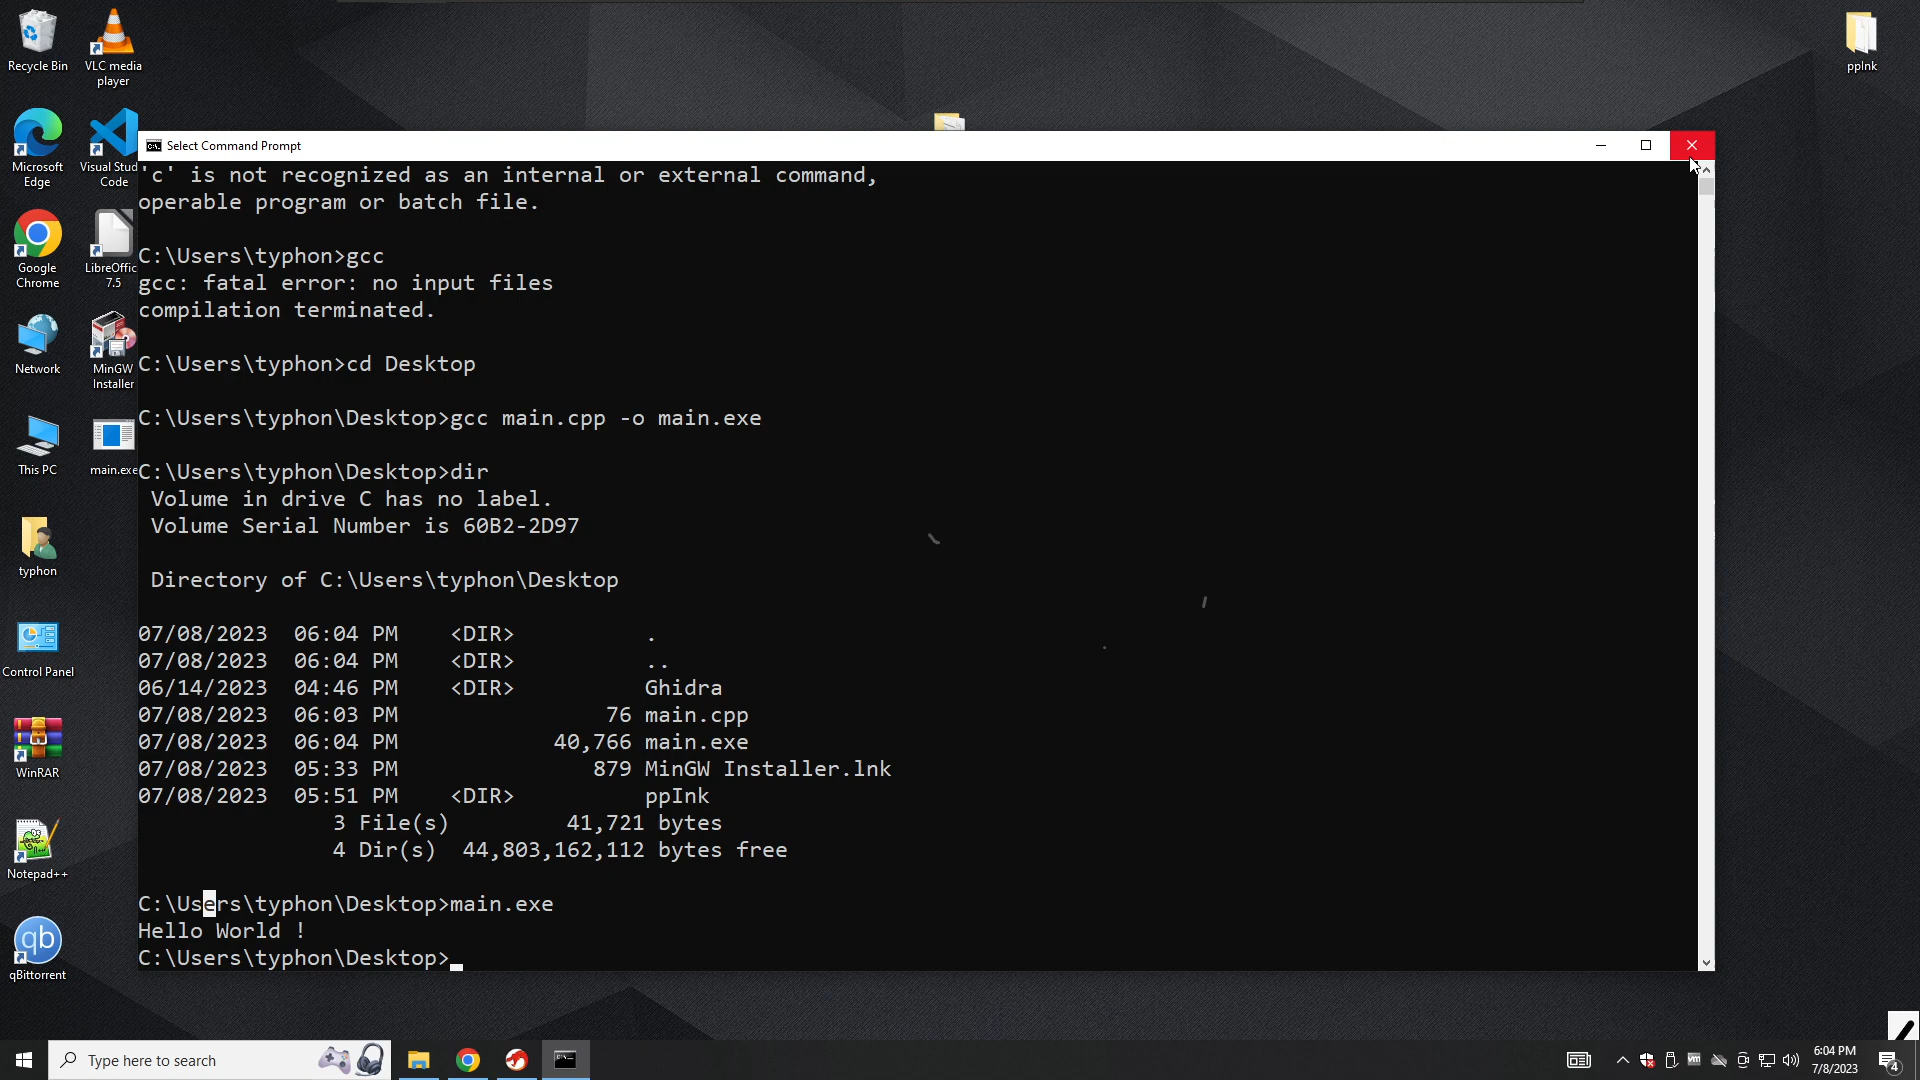 Recycle Bin
VLC media
player
ppInk
Microsoft
Edge
Visual Stud
Code
Google
Chrome
LibreOffic
7.5
Network
MinGW
Installer
This PC
main.exe
typhon
Control Panel
WinRAR
Notepad++
qBittorrent
Select Command Prompt
'c' is not recognized as an internal or external command,
operable program or batch file.
C:\Users\typhon>gcc
gcc: fatal error: no input files
compilation terminated.
C:\Users\typhon>cd Desktop
C:\Users\typhon\Desktop>gcc main.cpp -o main.exe
C:\Users\typhon\Desktop>dir
Volume in drive C has no label.
Volume Serial Number is 60B2-2D97
Directory of C:\Users\typhon\Desktop
07/08/2023  06:04 PM    <DIR>          .
07/08/2023  06:04 PM    <DIR>          ..
06/14/2023  04:46 PM    <DIR>          Ghidra
07/08/2023  06:03 PM                76 main.cpp
07/08/2023  06:04 PM            40,766 main.exe
07/08/2023  05:33 PM               879 MinGW Installer.lnk
07/08/2023  05:51 PM    <DIR>          ppInk
3 File(s)         41,721 bytes
4 Dir(s)  44,803,162,112 bytes free
C:\Users\typhon\Desktop>main.exe
Hello World !
C:\Users\typhon\Desktop>
Type here to search
6:04 PM
7/8/2023
4